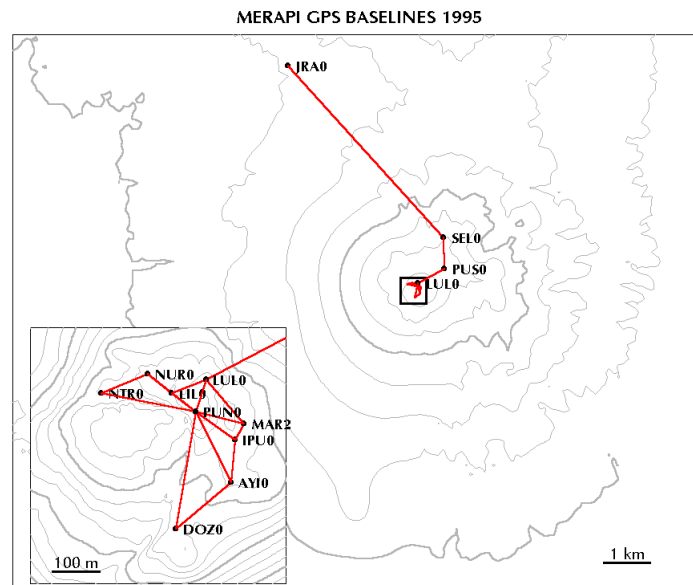 MERAPI GPS BASELINES 1995
JRA0
SEL0
PUS0
LUL0
NUR0
LUL0
NTR0
LIL0
PUN0
MAR2
IPU0
AYI0
DOZ0
100 m
1 km